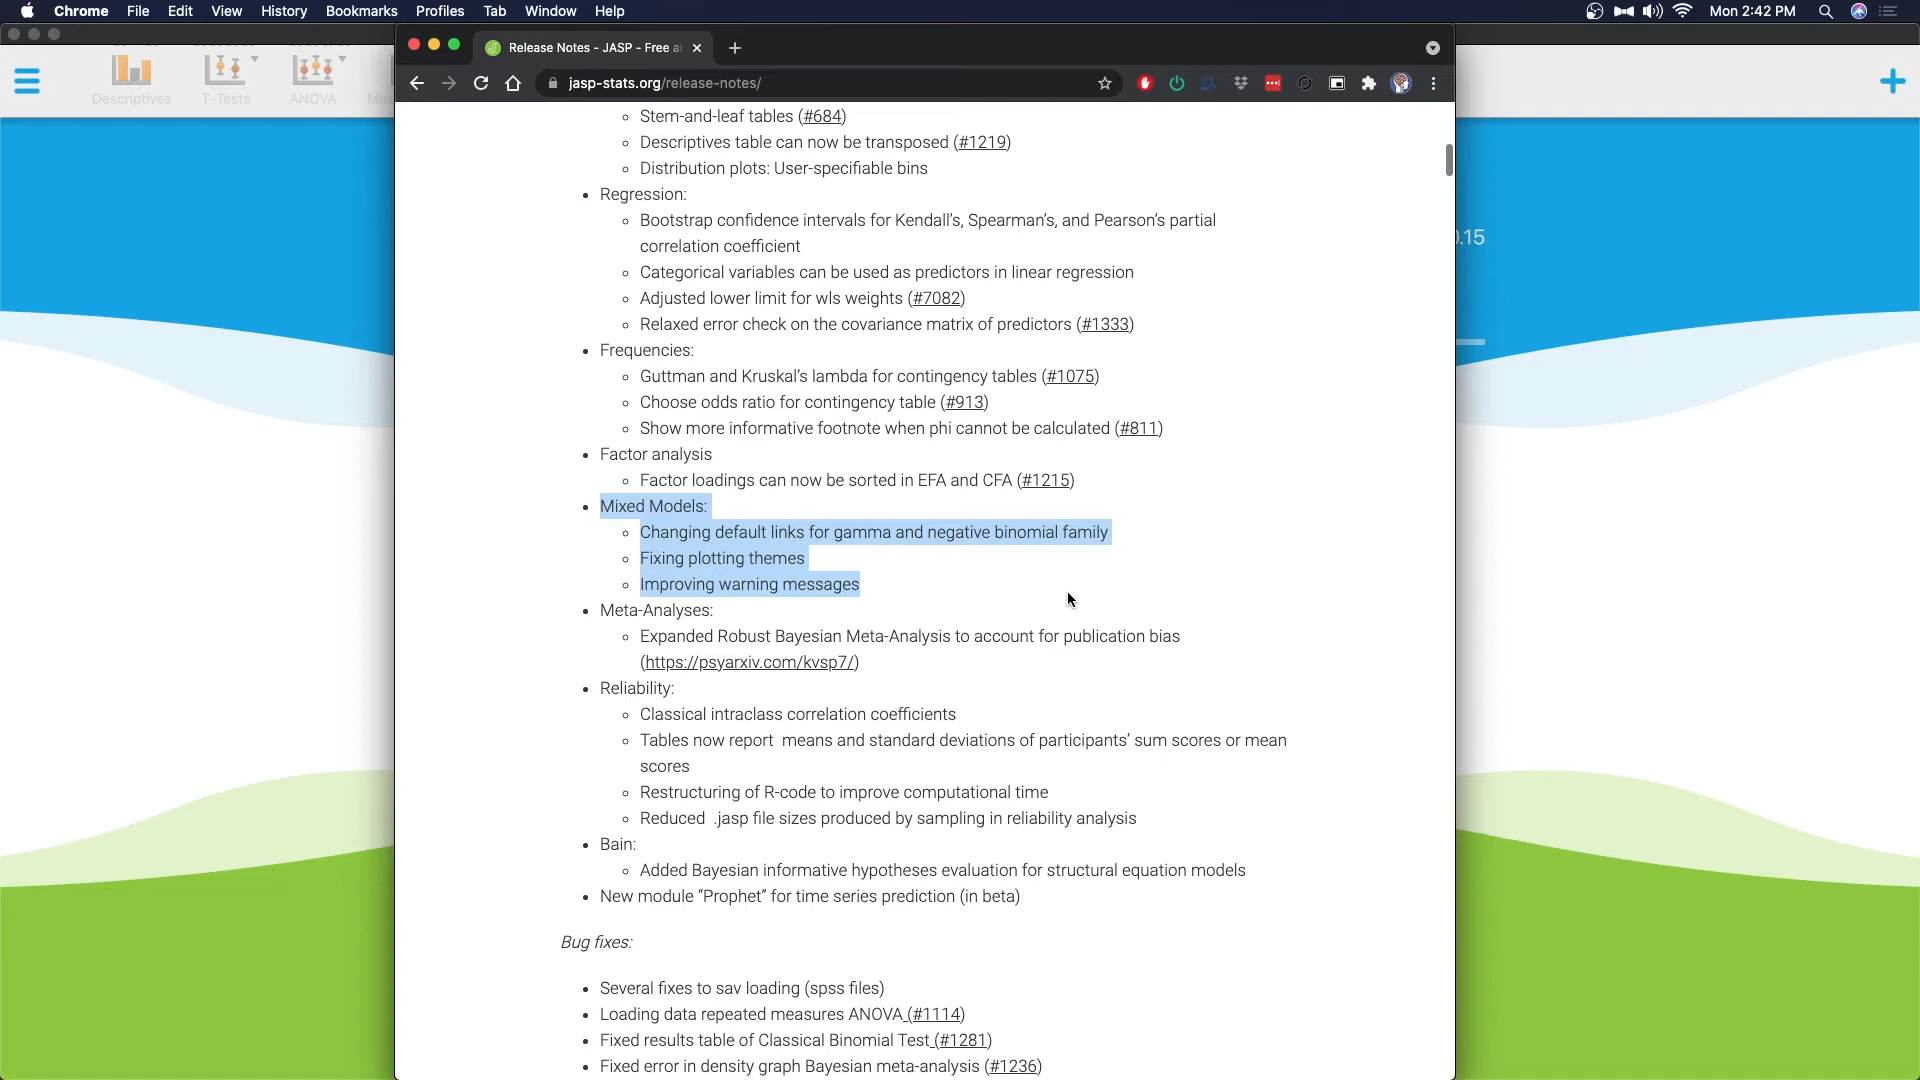 Chrome File Edit View History Bookmarks Profiles Tab Window Help Mon 2:42 PM
Release Notes - JASP - Free an
jasp-stats.org/release-notes/
Descriptives T-Tests ANOVA
0.15
Stem-and-leaf tables (#684)
Descriptives table can now be transposed (#1219)
Distribution plots: User-specifiable bins
Regression:
Bootstrap confidence intervals for Kendall’s, Spearman’s, and Pearson’s partial
correlation coefficient
Categorical variables can be used as predictors in linear regression
Adjusted lower limit for wls weights (#7082)
Relaxed error check on the covariance matrix of predictors (#1333)
Frequencies:
Guttman and Kruskal’s lambda for contingency tables (#1075)
Choose odds ratio for contingency table (#913)
Show more informative footnote when phi cannot be calculated (#811)
Factor analysis
Factor loadings can now be sorted in EFA and CFA (#1215)
Mixed Models:
Changing default links for gamma and negative binomial family
Fixing plotting themes
Improving warning messages
Meta-Analyses:
Expanded Robust Bayesian Meta-Analysis to account for publication bias
(https://psyarxiv.com/kvsp7/)
Reliability:
Classical intraclass correlation coefficients
Tables now report means and standard deviations of participants’ sum scores or mean
scores
Restructuring of R-code to improve computational time
Reduced .jasp file sizes produced by sampling in reliability analysis
Bain:
Added Bayesian informative hypotheses evaluation for structural equation models
New module “Prophet” for time series prediction (in beta)
Bug fixes:
Several fixes to sav loading (spss files)
Loading data repeated measures ANOVA (#1114)
Fixed results table of Classical Binomial Test (#1281)
Fixed error in density graph Bayesian meta-analysis (#1236)